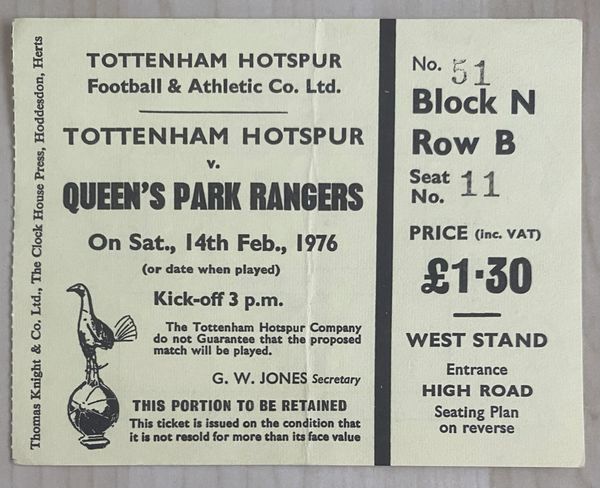 TOTTENHAM HOTSPUR
Football & Athletic Co. Ltd.
TOTTENHAM HOTSPUR
v.
QUEEN'S PARK RANGERS
On Sat., 14th Feb., 1976
(or date when played)
Kick-off 3 p.m.
The Tottenham Hotspur Company
do not Guarantee that the proposed
match will be played.
G. W. JONES Secretary
THIS PORTION TO BE RETAINED
This ticket is issued on the condition that
it is not resold for more than its face value
Thomas Knight & Co. Ltd., The Clock House Press, Hoddesdon, Herts
No. 51
Block N
Row B
Seat
No. 11
PRICE (inc. VAT)
£1·30
WEST STAND
Entrance
HIGH ROAD
Seating Plan
on reverse